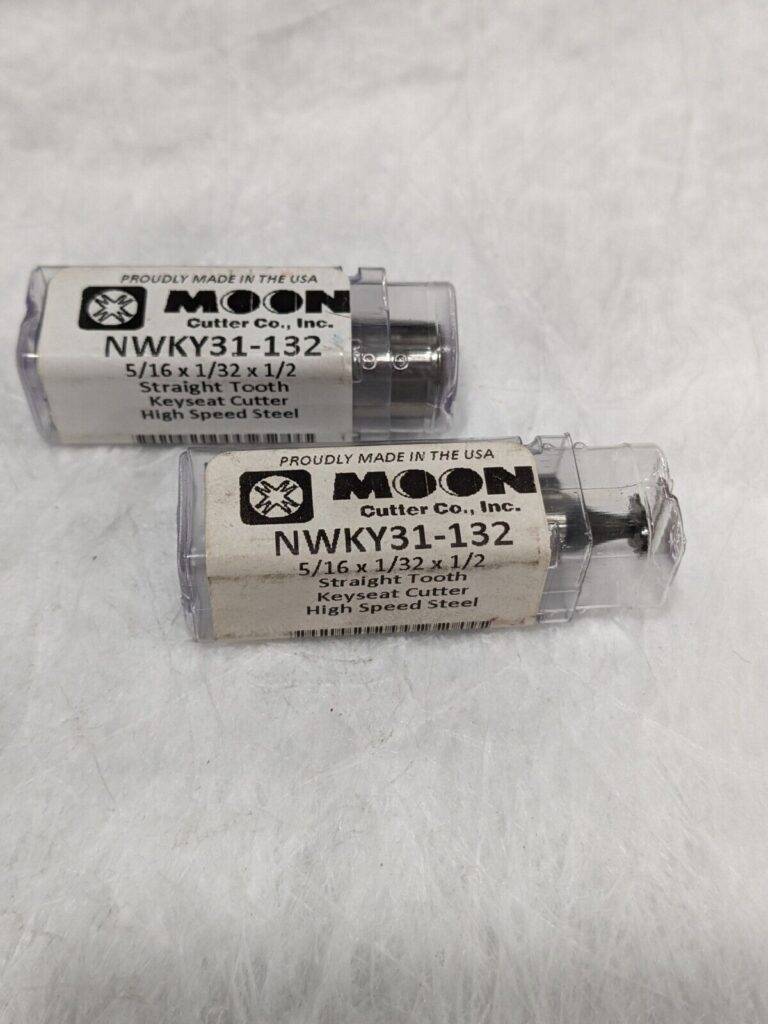 PROUDLY MADE IN THE USA
MOON
Cutter Co., Inc.
NWKY31-132
5/16 x 1/32 x 1/2
Straight Tooth
Keyseat Cutter
High Speed Steel
PROUDLY MADE IN THE USA
MOON
Cutter Co., Inc.
NWKY31-132
5/16 x 1/32 x 1/2
Straight Tooth
Keyseat Cutter
High Speed Steel